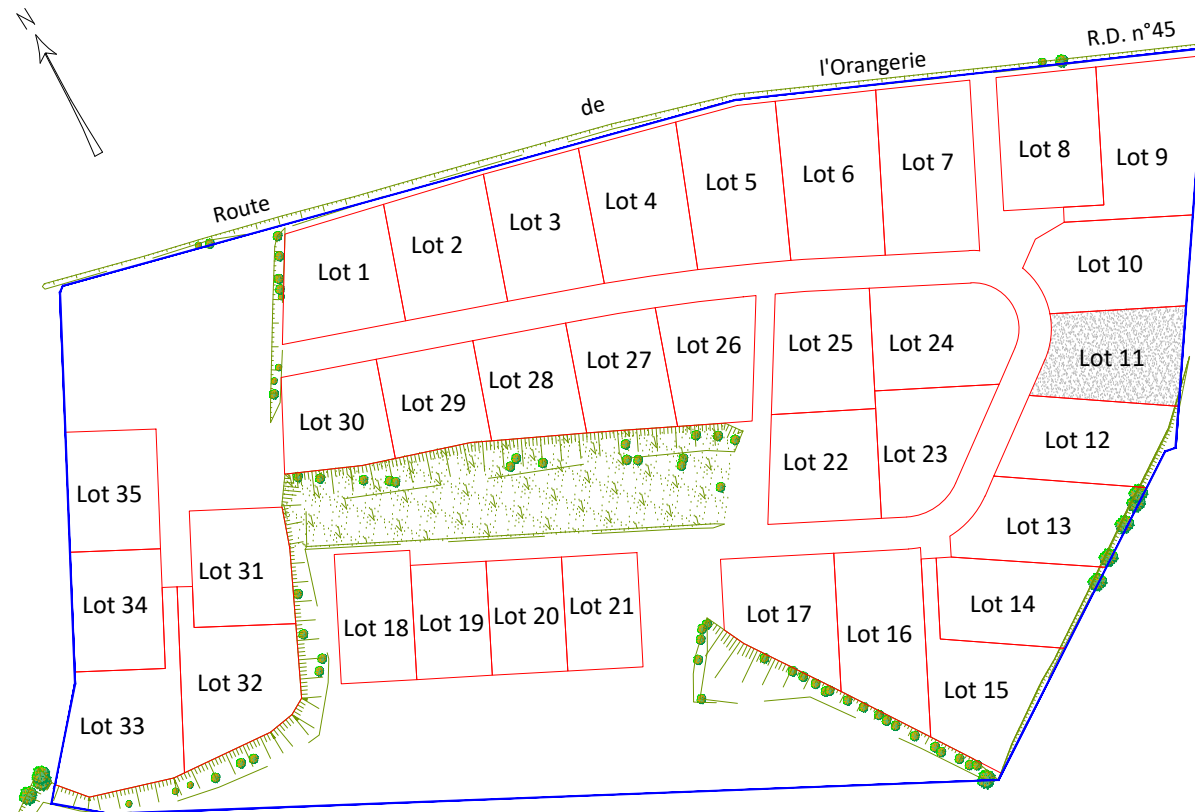 N
R.D. n°45
l'Orangerie
de
Route
Lot 1
Lot 2
Lot 3
Lot 4
Lot 5
Lot 6
Lot 7
Lot 8
Lot 9
Lot 10
Lot 11
Lot 12
Lot 13
Lot 14
Lot 15
Lot 16
Lot 17
Lot 18
Lot 19
Lot 20
Lot 21
Lot 22
Lot 23
Lot 24
Lot 25
Lot 26
Lot 27
Lot 28
Lot 29
Lot 30
Lot 31
Lot 32
Lot 33
Lot 34
Lot 35